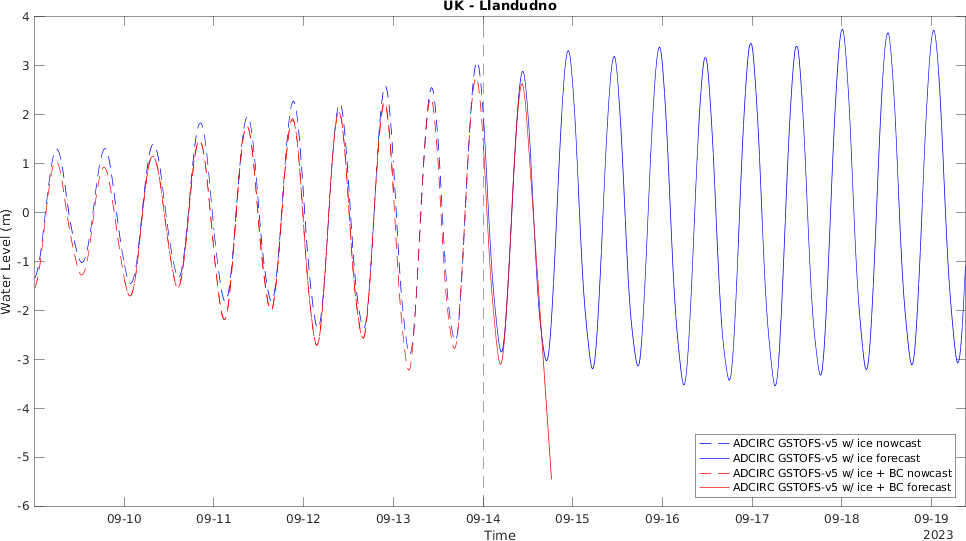 UK - Llandudno
4
3
2
1
0
-1
-2
-3
-4
-5
-6
Water Level (m)
ADCIRC GSTOFS-v5 w/ ice nowcast
ADCIRC GSTOFS-v5 w/ ice forecast
ADCIRC GSTOFS-v5 w/ ice + BC nowcast
ADCIRC GSTOFS-v5 w/ ice + BC forecast
09-10 09-11 09-12 09-13 09-14 09-15 09-16 09-17 09-18 09-19
Time
2023